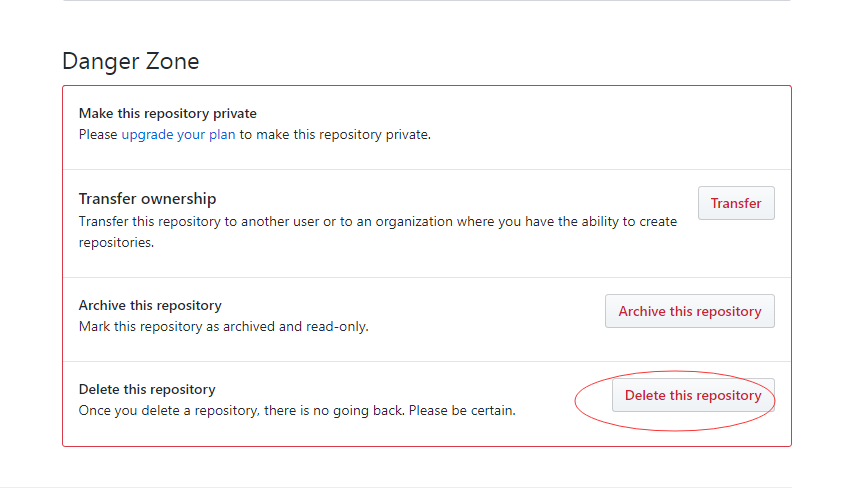 Danger Zone
Make this repository private
Please upgrade your plan to make this repository private.
Transfer ownership
Transfer this repository to another user or to an organization where you have the ability to create
repositories.
Transfer
Archive this repository
Mark this repository as archived and read-only.
Archive this repository
Delete this repository
Once you delete a repository, there is no going back. Please be certain.
Delete this repository